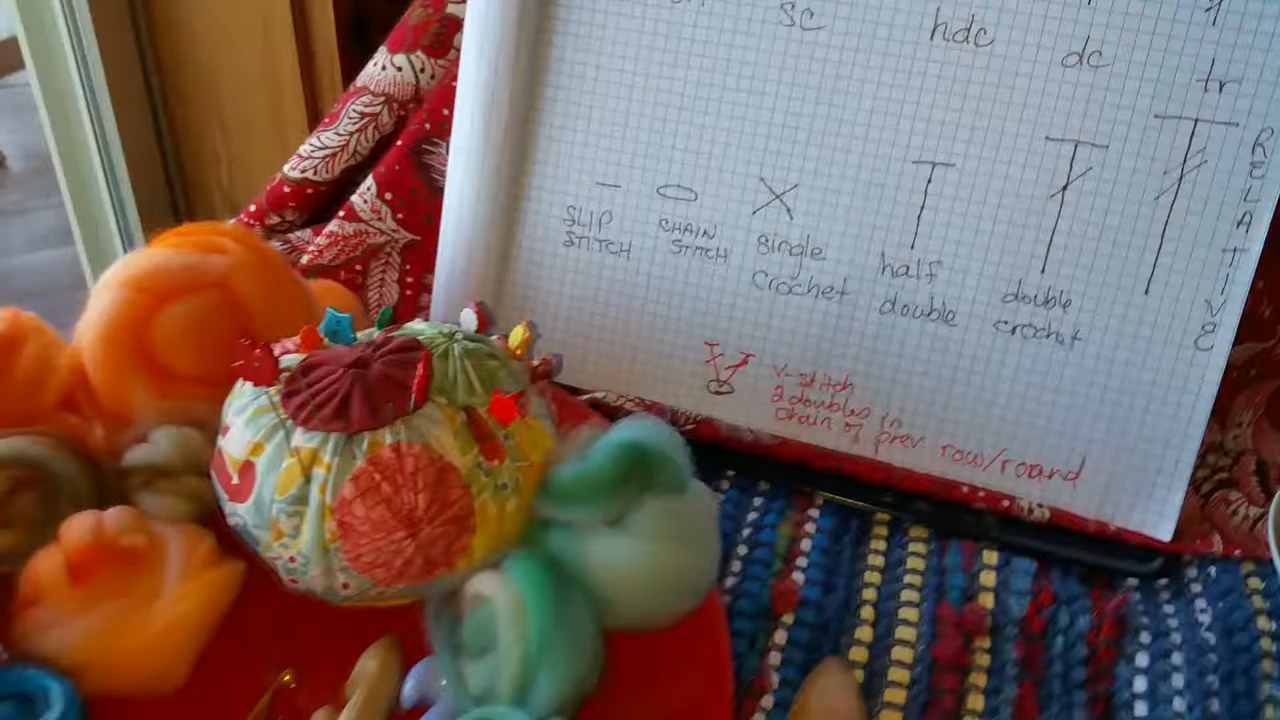 sc
hdc
dc
tr
SLIP
STITCH
CHAIN
STITCH
single
crochet
half
double
double
crochet
RELATIVE
V-stitch
2 doubles in
chain of prev. row/round